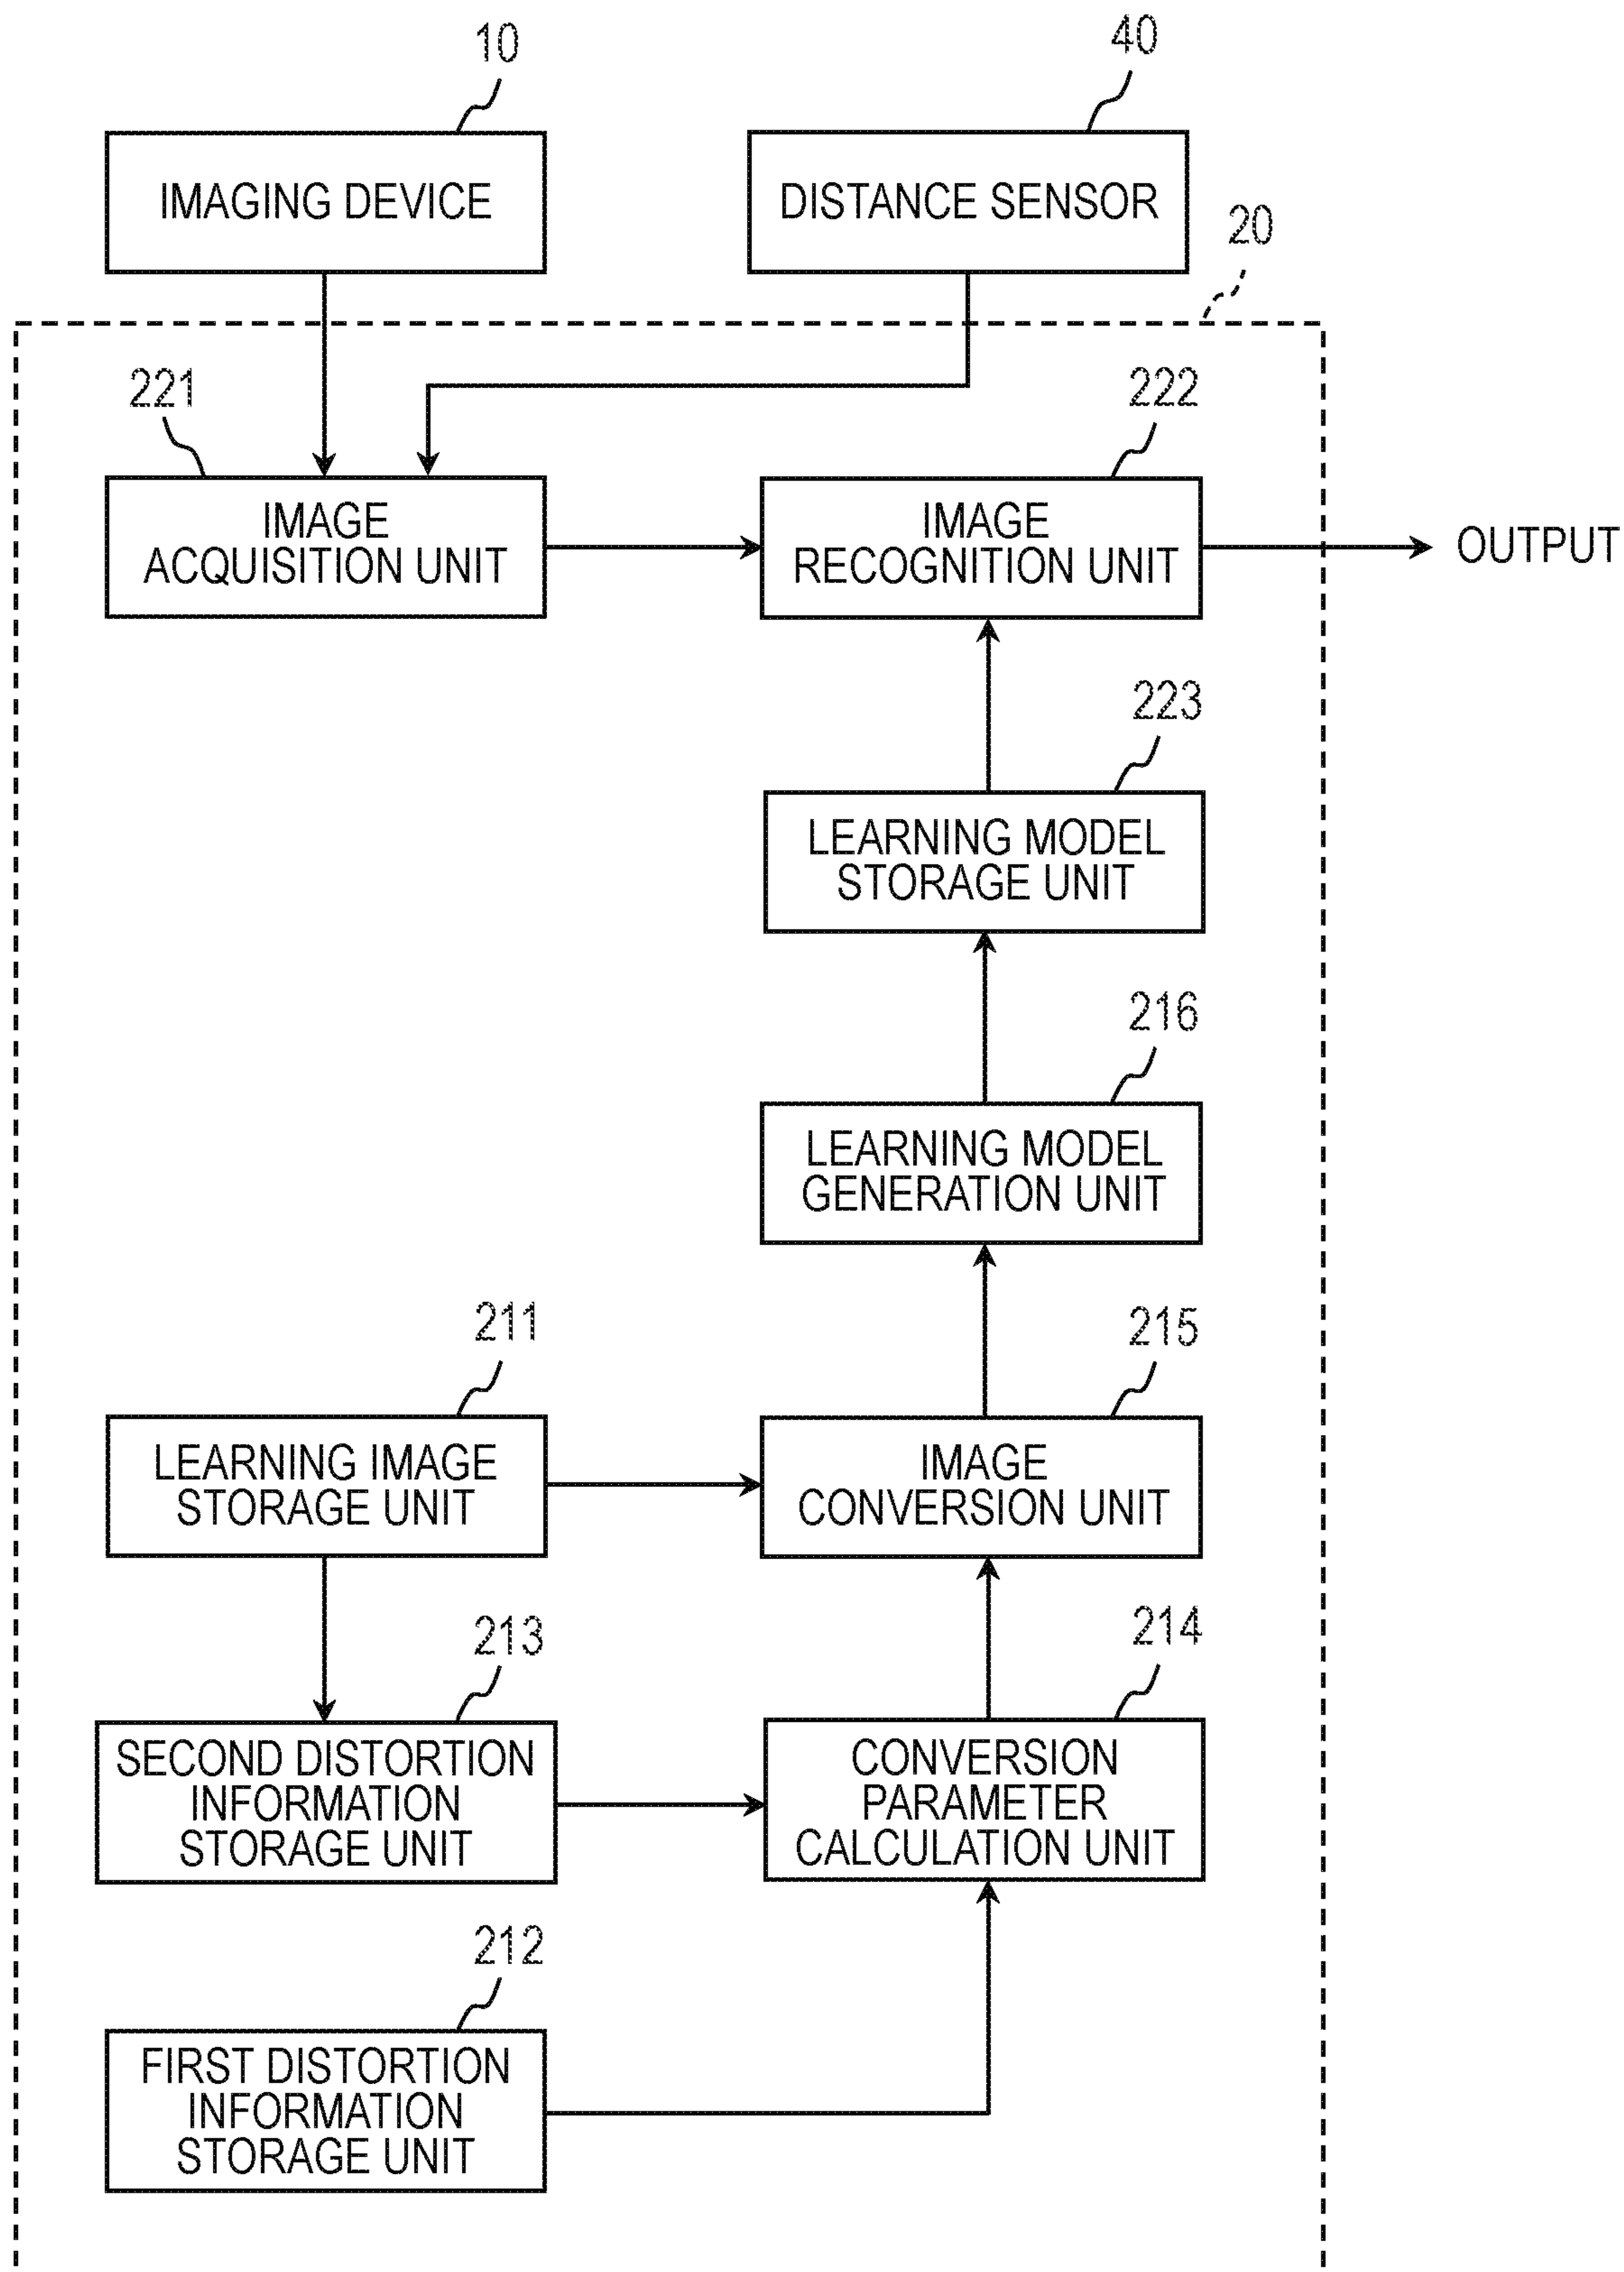 10
40
IMAGING DEVICE
DISTANCE SENSOR
20
221
222
IMAGE
ACQUISITION UNIT
IMAGE
RECOGNITION UNIT
OUTPUT
223
LEARNING MODEL
STORAGE UNIT
216
LEARNING MODEL
GENERATION UNIT
211
215
LEARNING IMAGE
STORAGE UNIT
IMAGE
CONVERSION UNIT
213
214
SECOND DISTORTION
INFORMATION
STORAGE UNIT
CONVERSION
PARAMETER
CALCULATION UNIT
212
FIRST DISTORTION
INFORMATION
STORAGE UNIT